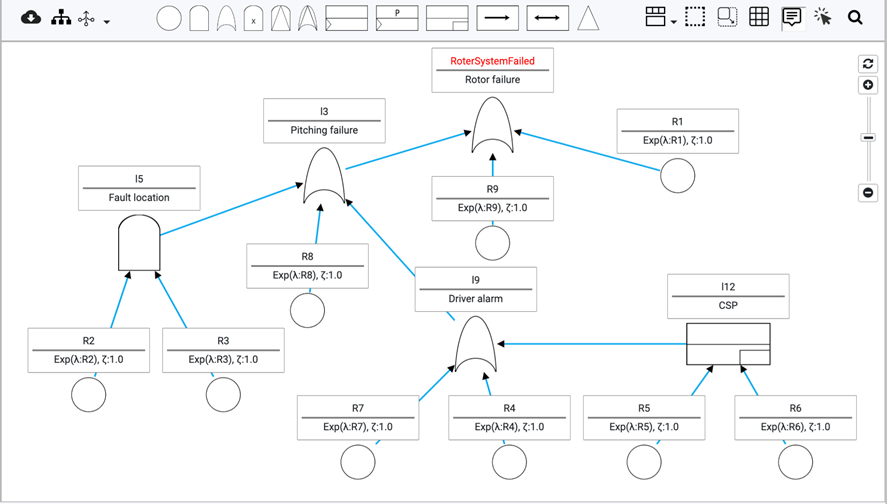 x
P
RoterSystemFailed
Rotor failure
I3
Pitching failure
R1
Exp(λ:R1), ζ:1.0
I5
Fault location
R9
Exp(λ:R9), ζ:1.0
R8
Exp(λ:R8), ζ:1.0
I9
Driver alarm
I12
CSP
R2
Exp(λ:R2), ζ:1.0
R3
Exp(λ:R3), ζ:1.0
R7
Exp(λ:R7), ζ:1.0
R4
Exp(λ:R4), ζ:1.0
R5
Exp(λ:R5), ζ:1.0
R6
Exp(λ:R6), ζ:1.0